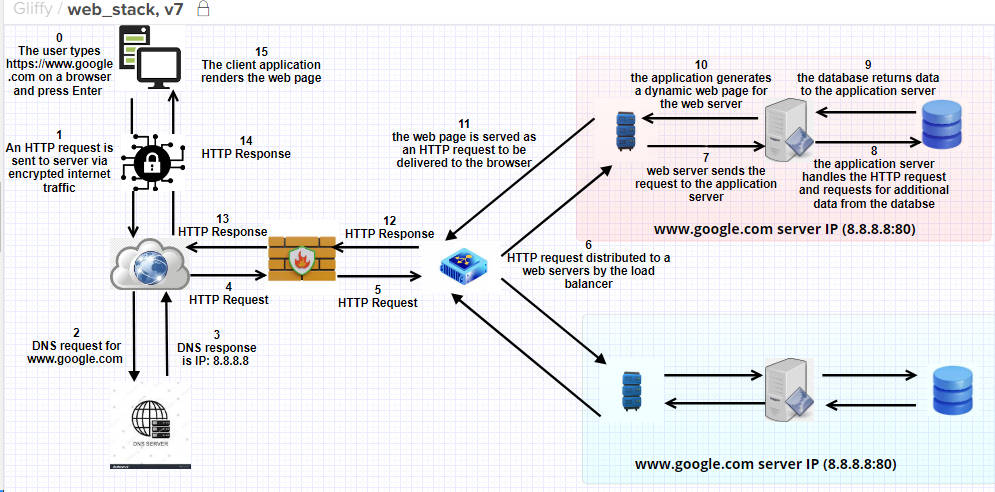 Gliffy / web_stack, v7
0
The user types
https://www.google
.com on a browser
and press Enter
15
The client application
renders the web page
1
An HTTP request is
sent to server via
encrypted internet
traffic
14
HTTP Response
11
the web page is served as
an HTTP request to be
delivered to the browser
10
the application generates
a dynamic web page for
the web server
9
the database returns data
to the application server
7
web server sends the
request to the application
server
8
the application server
handles the HTTP request
and requests for additional
data from the databse
www.google.com server IP (8.8.8.8:80)
13
HTTP Response
12
HTTP Response
4
HTTP Request
5
HTTP Request
6
HTTP request distributed to a
web servers by the load
balancer
2
DNS request for
www.google.com
3
DNS response
is IP: 8.8.8.8
DNS SERVER
www.google.com server IP (8.8.8.8:80)